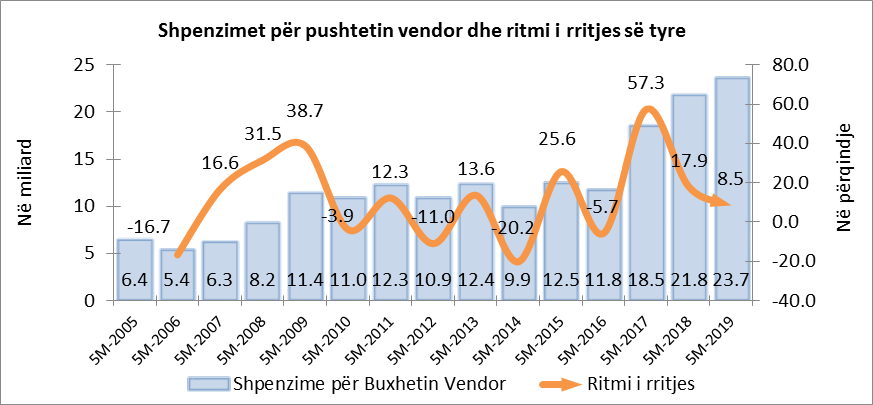 Shpenzimet për pushtetin vendor dhe ritmi i rritjes së tyre
Në miliard
25
20
15
10
5
0
80.0
60.0
40.0
20.0
0.0
-20.0
-40.0
Në përqindje
-16.7
16.6
31.5
38.7
-3.9
12.3
-11.0
13.6
-20.2
25.6
-5.7
57.3
17.9
8.5
6.4
5.4
6.3
8.2
11.4
11.0
12.3
10.9
12.4
9.9
12.5
11.8
18.5
21.8
23.7
5M-2005
5M-2006
5M-2007
5M-2008
5M-2009
5M-2010
5M-2011
5M-2012
5M-2013
5M-2014
5M-2015
5M-2016
5M-2017
5M-2018
5M-2019
Shpenzime për Buxhetin Vendor
Ritmi i rritjes